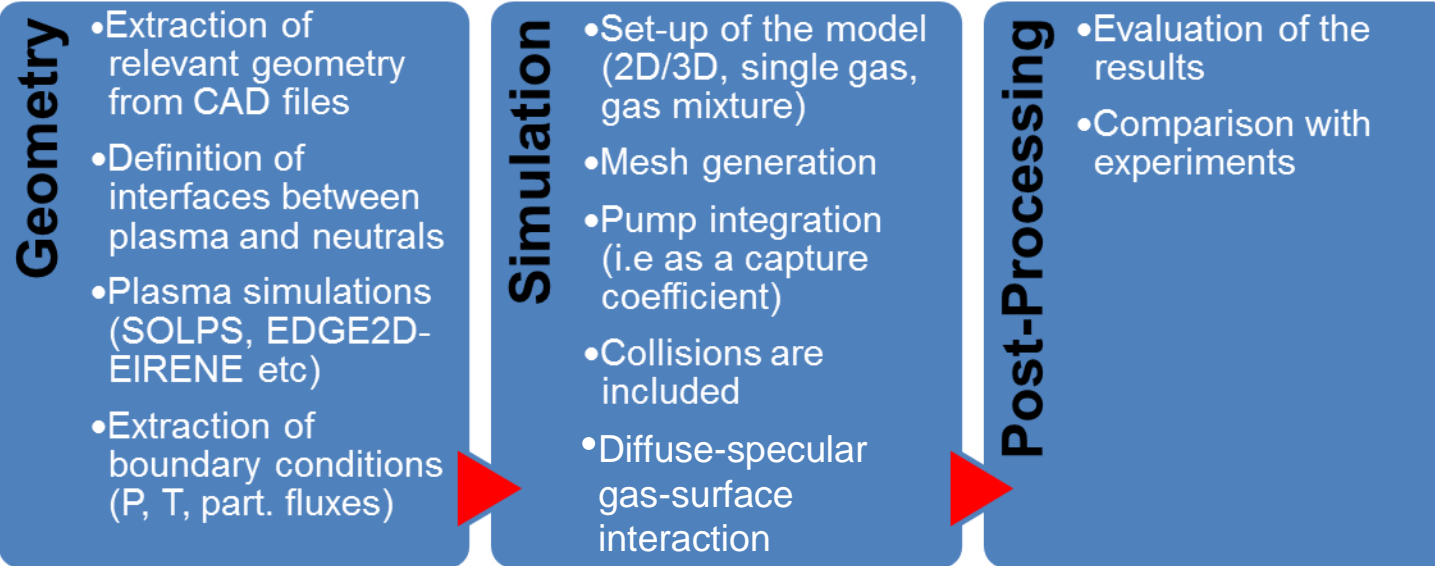 Geometry
•Extraction of
relevant geometry
from CAD files
•Definition of
interfaces between
plasma and neutrals
•Plasma simulations
(SOLPS, EDGE2D-
EIRENE etc)
•Extraction of
boundary conditions
(P, T, part. fluxes)
Simulation
•Set-up of the model
(2D/3D, single gas,
gas mixture)
•Mesh generation
•Pump integration
(i.e as a capture
coefficient)
•Collisions are
included
•Diffuse-specular
gas-surface
interaction
Post-Processing
•Evaluation of the
results
•Comparison with
experiments